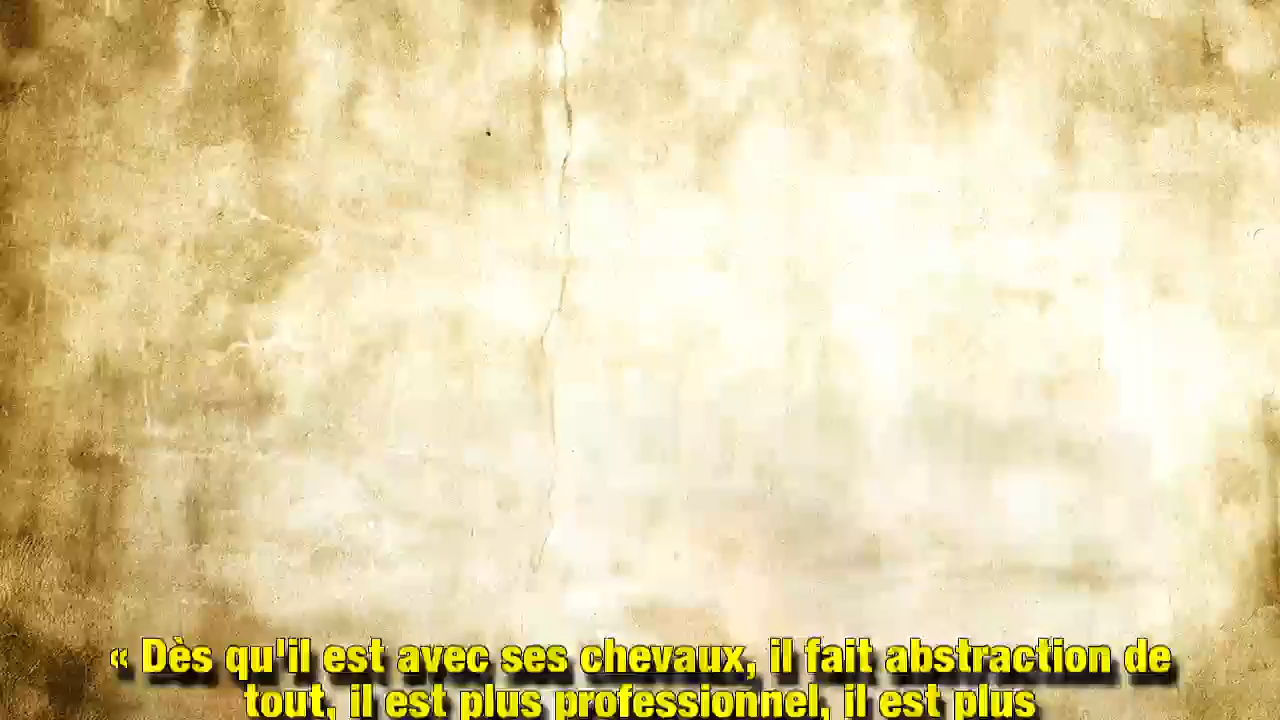 « Dès qu'il est avec ses chevaux, il fait abstraction de
tout, il est plus professionnel, il est plus